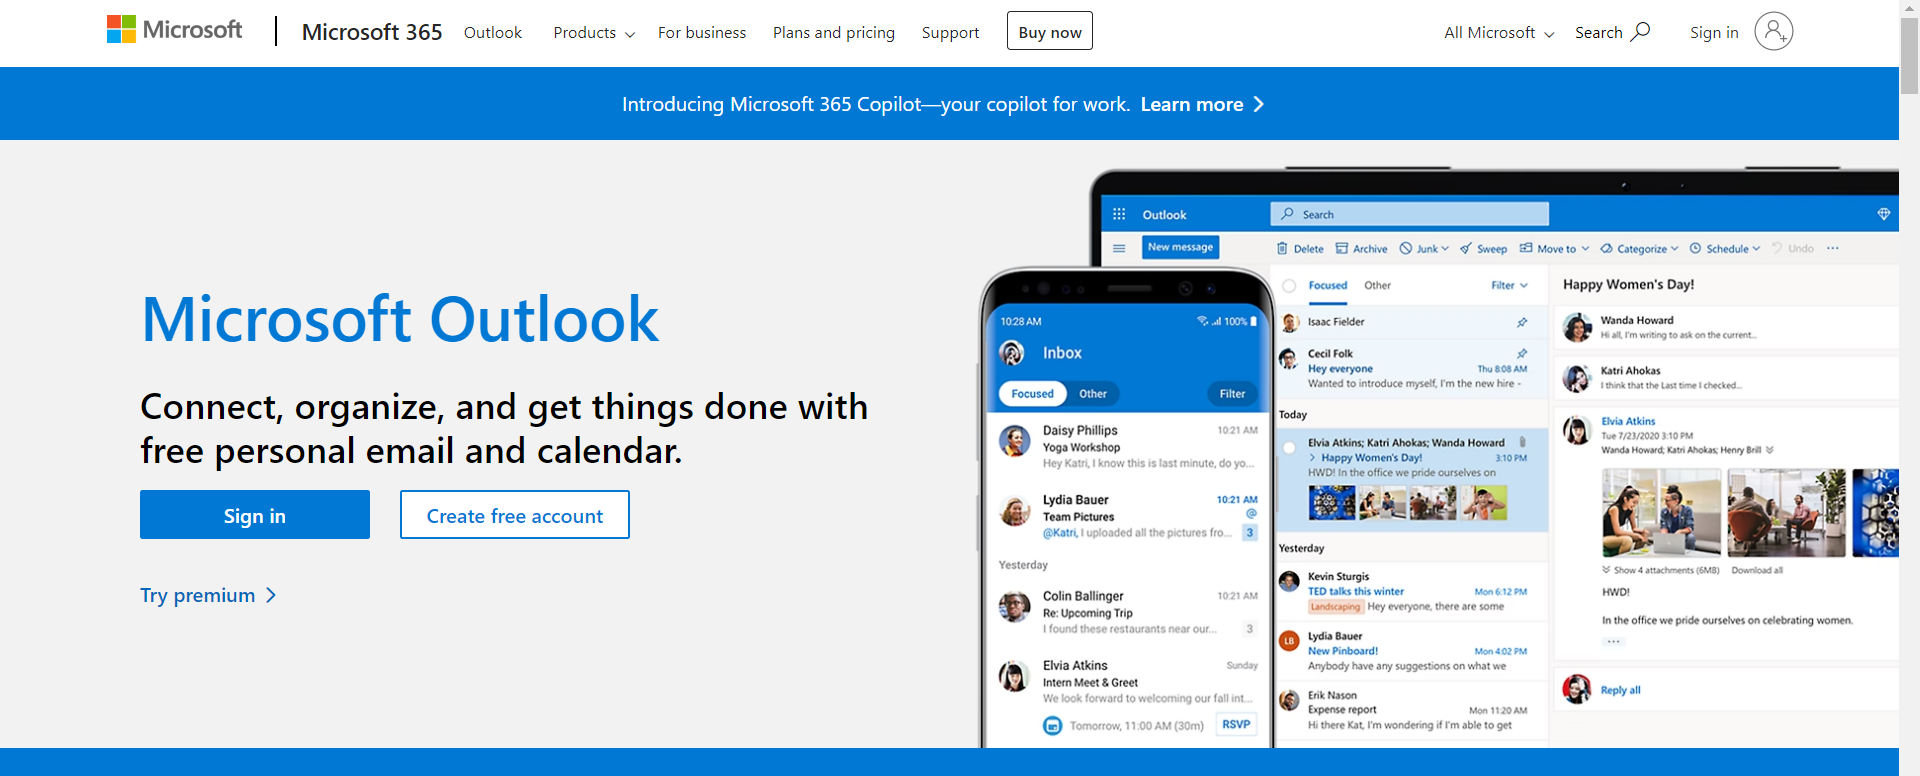 Microsoft
Microsoft 365
Outlook
Products
For business
Plans and pricing
Support
Buy now
All Microsoft
Search
Sign in
Introducing Microsoft 365 Copilot—your copilot for work. Learn more
Microsoft Outlook
Connect, organize, and get things done with
free personal email and calendar.
Sign in
Create free account
Try premium
10:28 AM
100%
Inbox
Focused
Other
Filter
Daisy Phillips
10:21 AM
Yoga Workshop
Hey Katri, I know this is last minute, do yo...
Lydia Bauer
10:21 AM
Team Pictures
@
@Katri, I uploaded all the pictures fro...
3
Yesterday
Colin Ballinger
10:21 AM
Re: Upcoming Trip
I found these restaurants near our...
3
Elvia Atkins
Sunday
Intern Meet & Greet
We look forward to welcoming our fall int...
Tomorrow, 11:00 AM (30m)
RSVP
Outlook
Search
New message
Delete
Archive
Junk
Sweep
Move to
Categorize
Schedule
Undo
...
Focused
Other
Filter
Isaac Fielder
Cecil Folk
Hey everyone
Thu 8:08 AM
Wanted to introduce myself, I'm the new hire -
Today
Elvia Atkins; Katri Ahokas; Wanda Howard
> Happy Women's Day!
3:10 PM
HWD! In the office we pride ourselves on
Yesterday
Kevin Sturgis
TED talks this winter
Mon 6:12 PM
Landscaping
Hey everyone, there are some
LB
Lydia Bauer
New Pinboard!
Mon 4:02 PM
Anybody have any suggestions on what we
Erik Nason
Expense report
Mon 11:20 AM
Hi there Kat, I'm wondering if I'm able to get
Happy Women's Day!
Wanda Howard
Hi all, I'm writing to ask on the current...
Katri Ahokas
I think that the Last time I checked...
Elvia Atkins
Tue 7/23/2020 3:10 PM
Wanda Howard; Katri Ahokas; Henry Brill
Show 4 attachments (6MB)
Download all
HWD!
In the office we pride ourselves on celebrating women.
...
Reply all